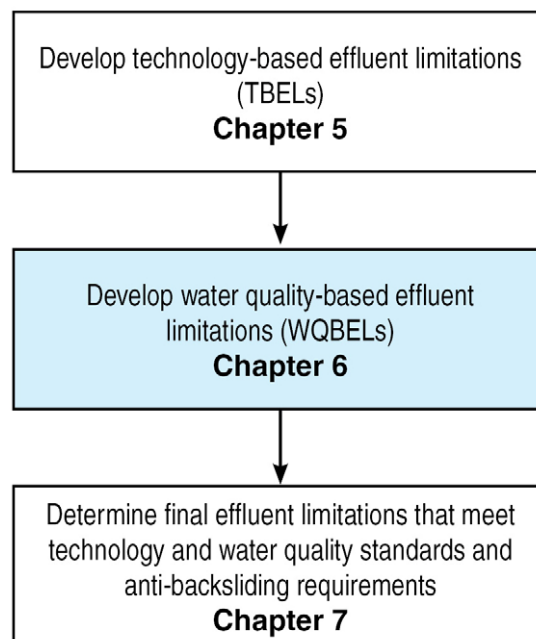 Develop technology-based effluent limitations
(TBELs)
Chapter 5
Develop water quality-based effluent
limitations (WQBELs)
Chapter 6
Determine final effluent limitations that meet
technology and water quality standards and
anti-backsliding requirements
Chapter 7